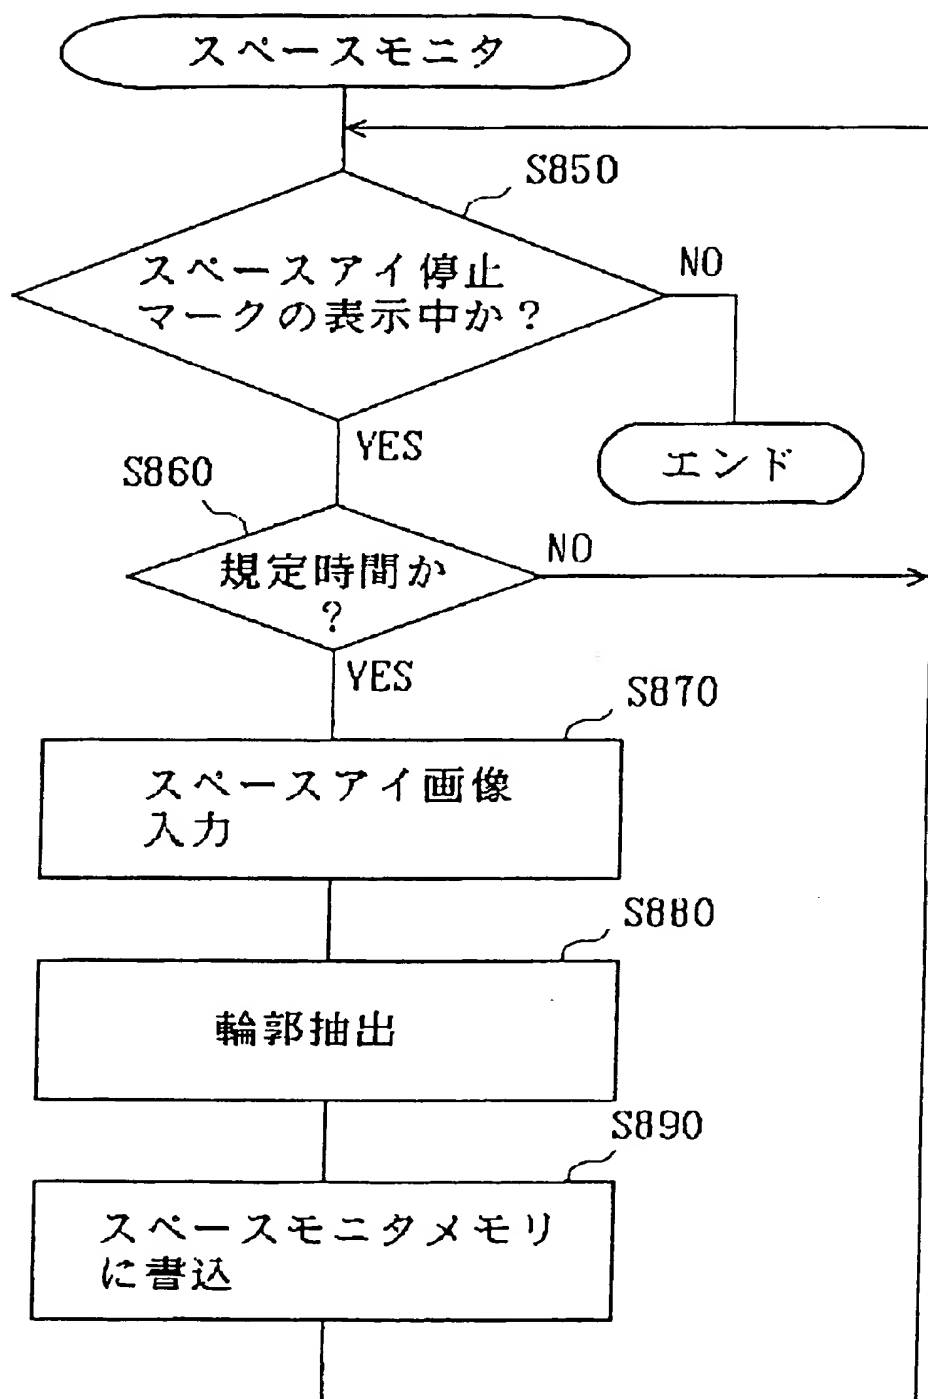 スペースモニタ
S850
スペースアイ停止
マークの表示中か？
NO
YES
エンド
S860
規定時間か
？
NO
YES
S870
スペースアイ画像
入力
S880
輪郭抽出
S890
スペースモニタメモリ
に書込